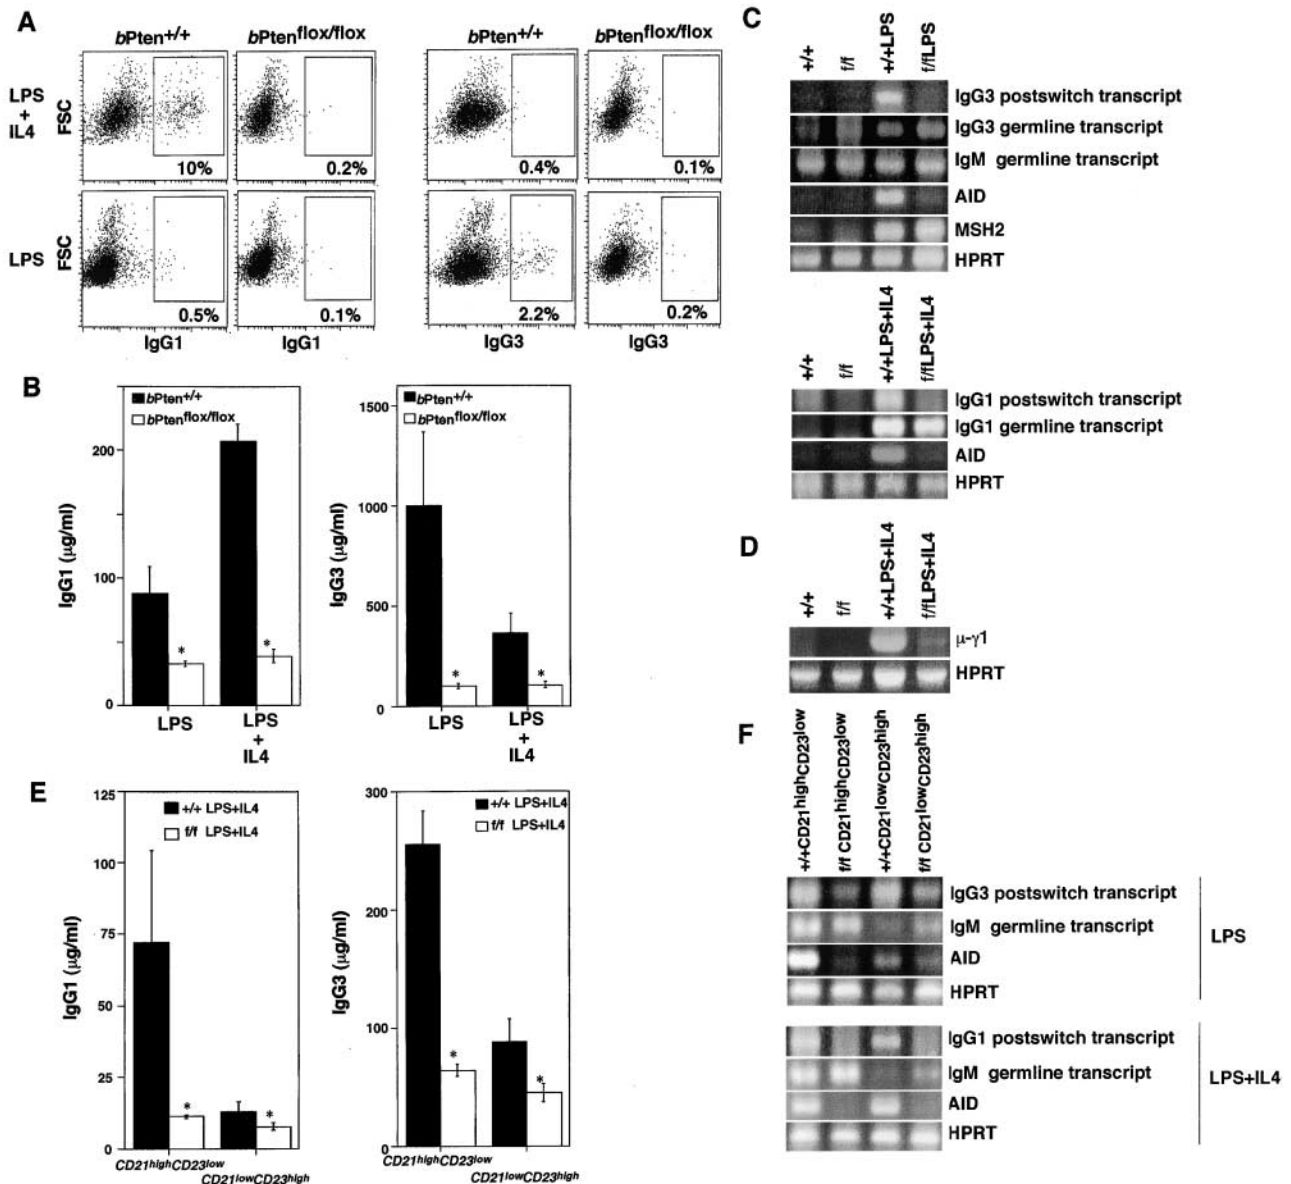 A
bPten+/+
bPtenflox/flox
bPten+/+
bPtenflox/flox
LPS
+
IL4
FSC
10%
0.2%
0.4%
0.1%
LPS
FSC
0.5%
0.1%
2.2%
0.2%
IgG1
IgG1
IgG3
IgG3
B
IgG1 (µg/ml)
200
100
0
bPten+/+
bPtenflox/flox
*
*
LPS
LPS
+
IL4
IgG3 (µg/ml)
1500
1000
500
0
bPten+/+
bPtenflox/flox
*
*
LPS
LPS
+
IL4
E
IgG1 (µg/ml)
125
100
75
50
25
0
+/+ LPS+IL4
f/f LPS+IL4
*
*
CD21highCD23low
CD21lowCD23high
IgG3 (µg/ml)
300
200
100
0
+/+ LPS+IL4
f/f LPS+IL4
*
*
CD21highCD23low
CD21lowCD23high
C
+/+
f/f
+/+LPS
f/fLPS
IgG3 postswitch transcript
IgG3 germline transcript
IgM germline transcript
AID
MSH2
HPRT
+/+
f/f
+/+LPS+IL4
f/fLPS+IL4
IgG1 postswitch transcript
IgG1 germline transcript
AID
HPRT
D
+/+
f/f
+/+LPS+IL4
f/fLPS+IL4
µ-γ1
HPRT
F
+/+CD21highCD23low
f/f CD21highCD23low
+/+CD21lowCD23high
f/f CD21lowCD23high
IgG3 postswitch transcript
IgM germline transcript
AID
HPRT
LPS
IgG1 postswitch transcript
IgM germline transcript
AID
HPRT
LPS+IL4